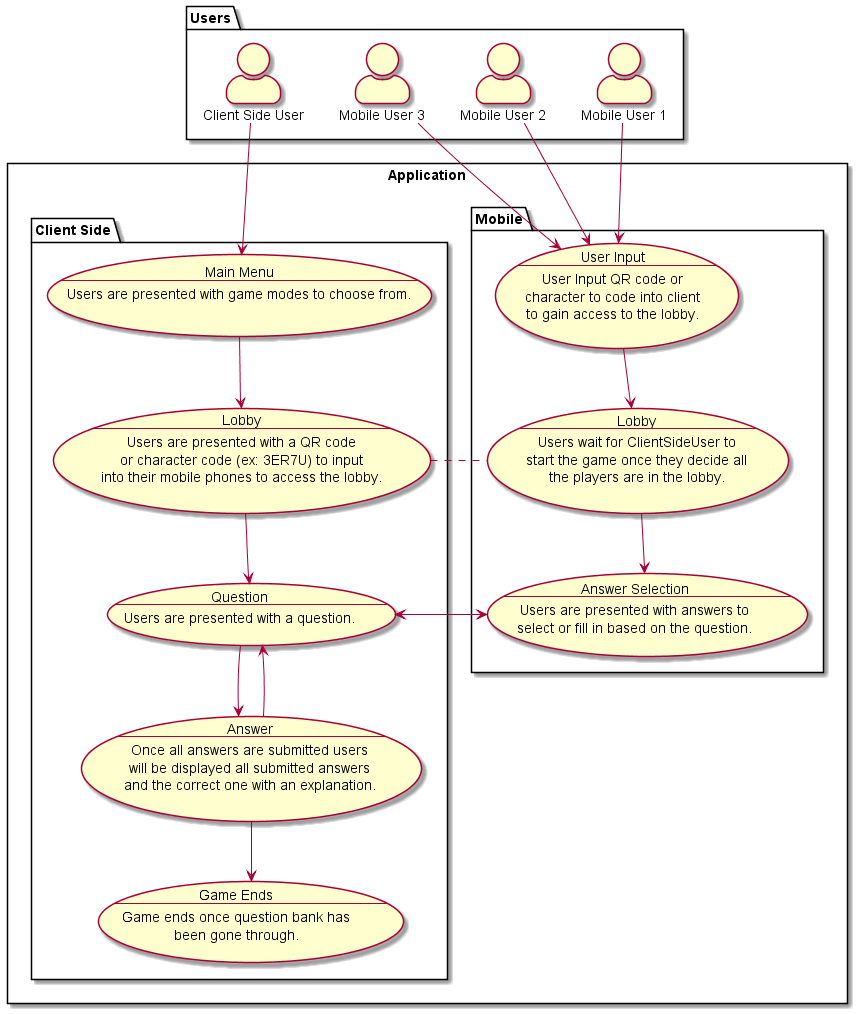 Users
Client Side User
Mobile User 3
Mobile User 2
Mobile User 1
Application
Client Side
Main Menu
Users are presented with game modes to choose from.
Lobby
Users are presented with a QR code
or character code (ex: 3ER7U) to input
into their mobile phones to access the lobby.
Question
Users are presented with a question.
Answer
Once all answers are submitted users
will be displayed all submitted answers
and the correct one with an explanation.
Game Ends
Game ends once question bank has
been gone through.
Mobile
User Input
User Input QR code or
character to code into client
to gain access to the lobby.
Lobby
Users wait for ClientSideUser to
start the game once they decide all
the players are in the lobby.
Answer Selection
Users are presented with answers to
select or fill in based on the question.